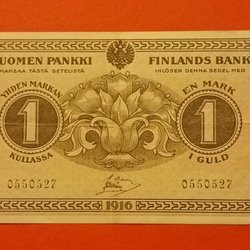 SUOMEN PANKKI
FINLANDS BANK
MAKSAA TÄSTÄ SETELISTÄ
INLÖSER DENNA SEDEL MED
YHDEN MARKAN
EN MARK
1
1
KULLASSA
I GULD
0550527
0550527
1916